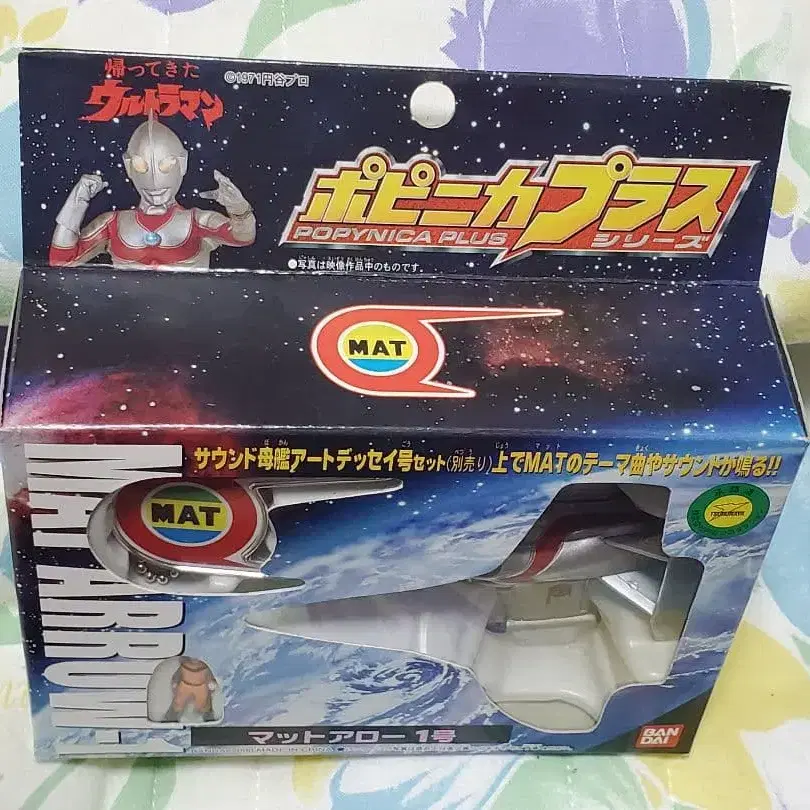 帰ってきた
ウルトラマン
©1971円谷プロ
ポピニカプラス
POPYNICA PLUS
シリーズ
●写真は映像作品中のものです。
MAT
サウンド母艦アートデッセイ号セット(別売り)上でMATのテーマ曲やサウンドが鳴る!!
MAT
MAT ARROW-1
マットアロー1号
BAN
DAI